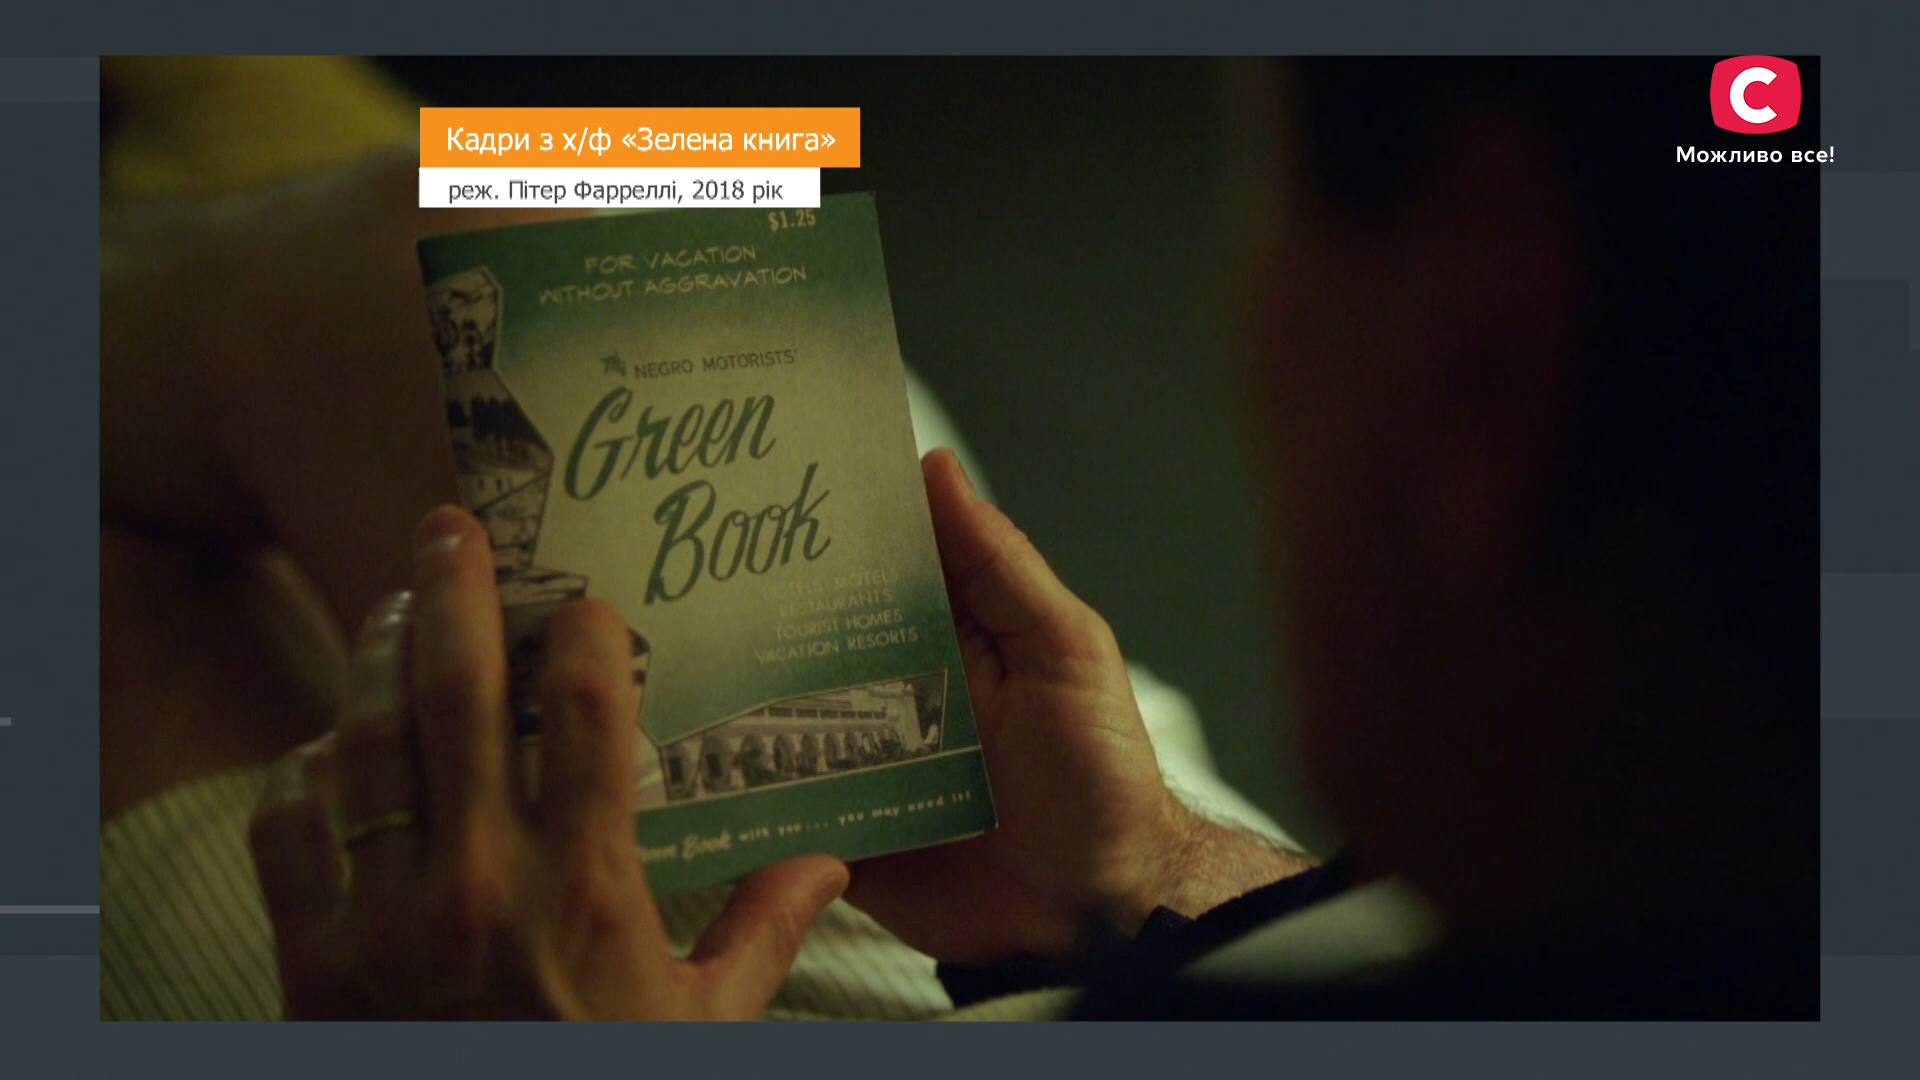 Кадри з х/ф «Зелена книга»
реж. Пітер Фарреллі, 2018 рік
С
Можливо все!
$1.25
FOR VACATION
WITHOUT AGGRAVATION
The NEGRO MOTORISTS'
Green
Book
HOTELS MOTELS
RESTAURANTS
TOURIST HOMES
VACATION RESORTS
Book with you... you may need it!